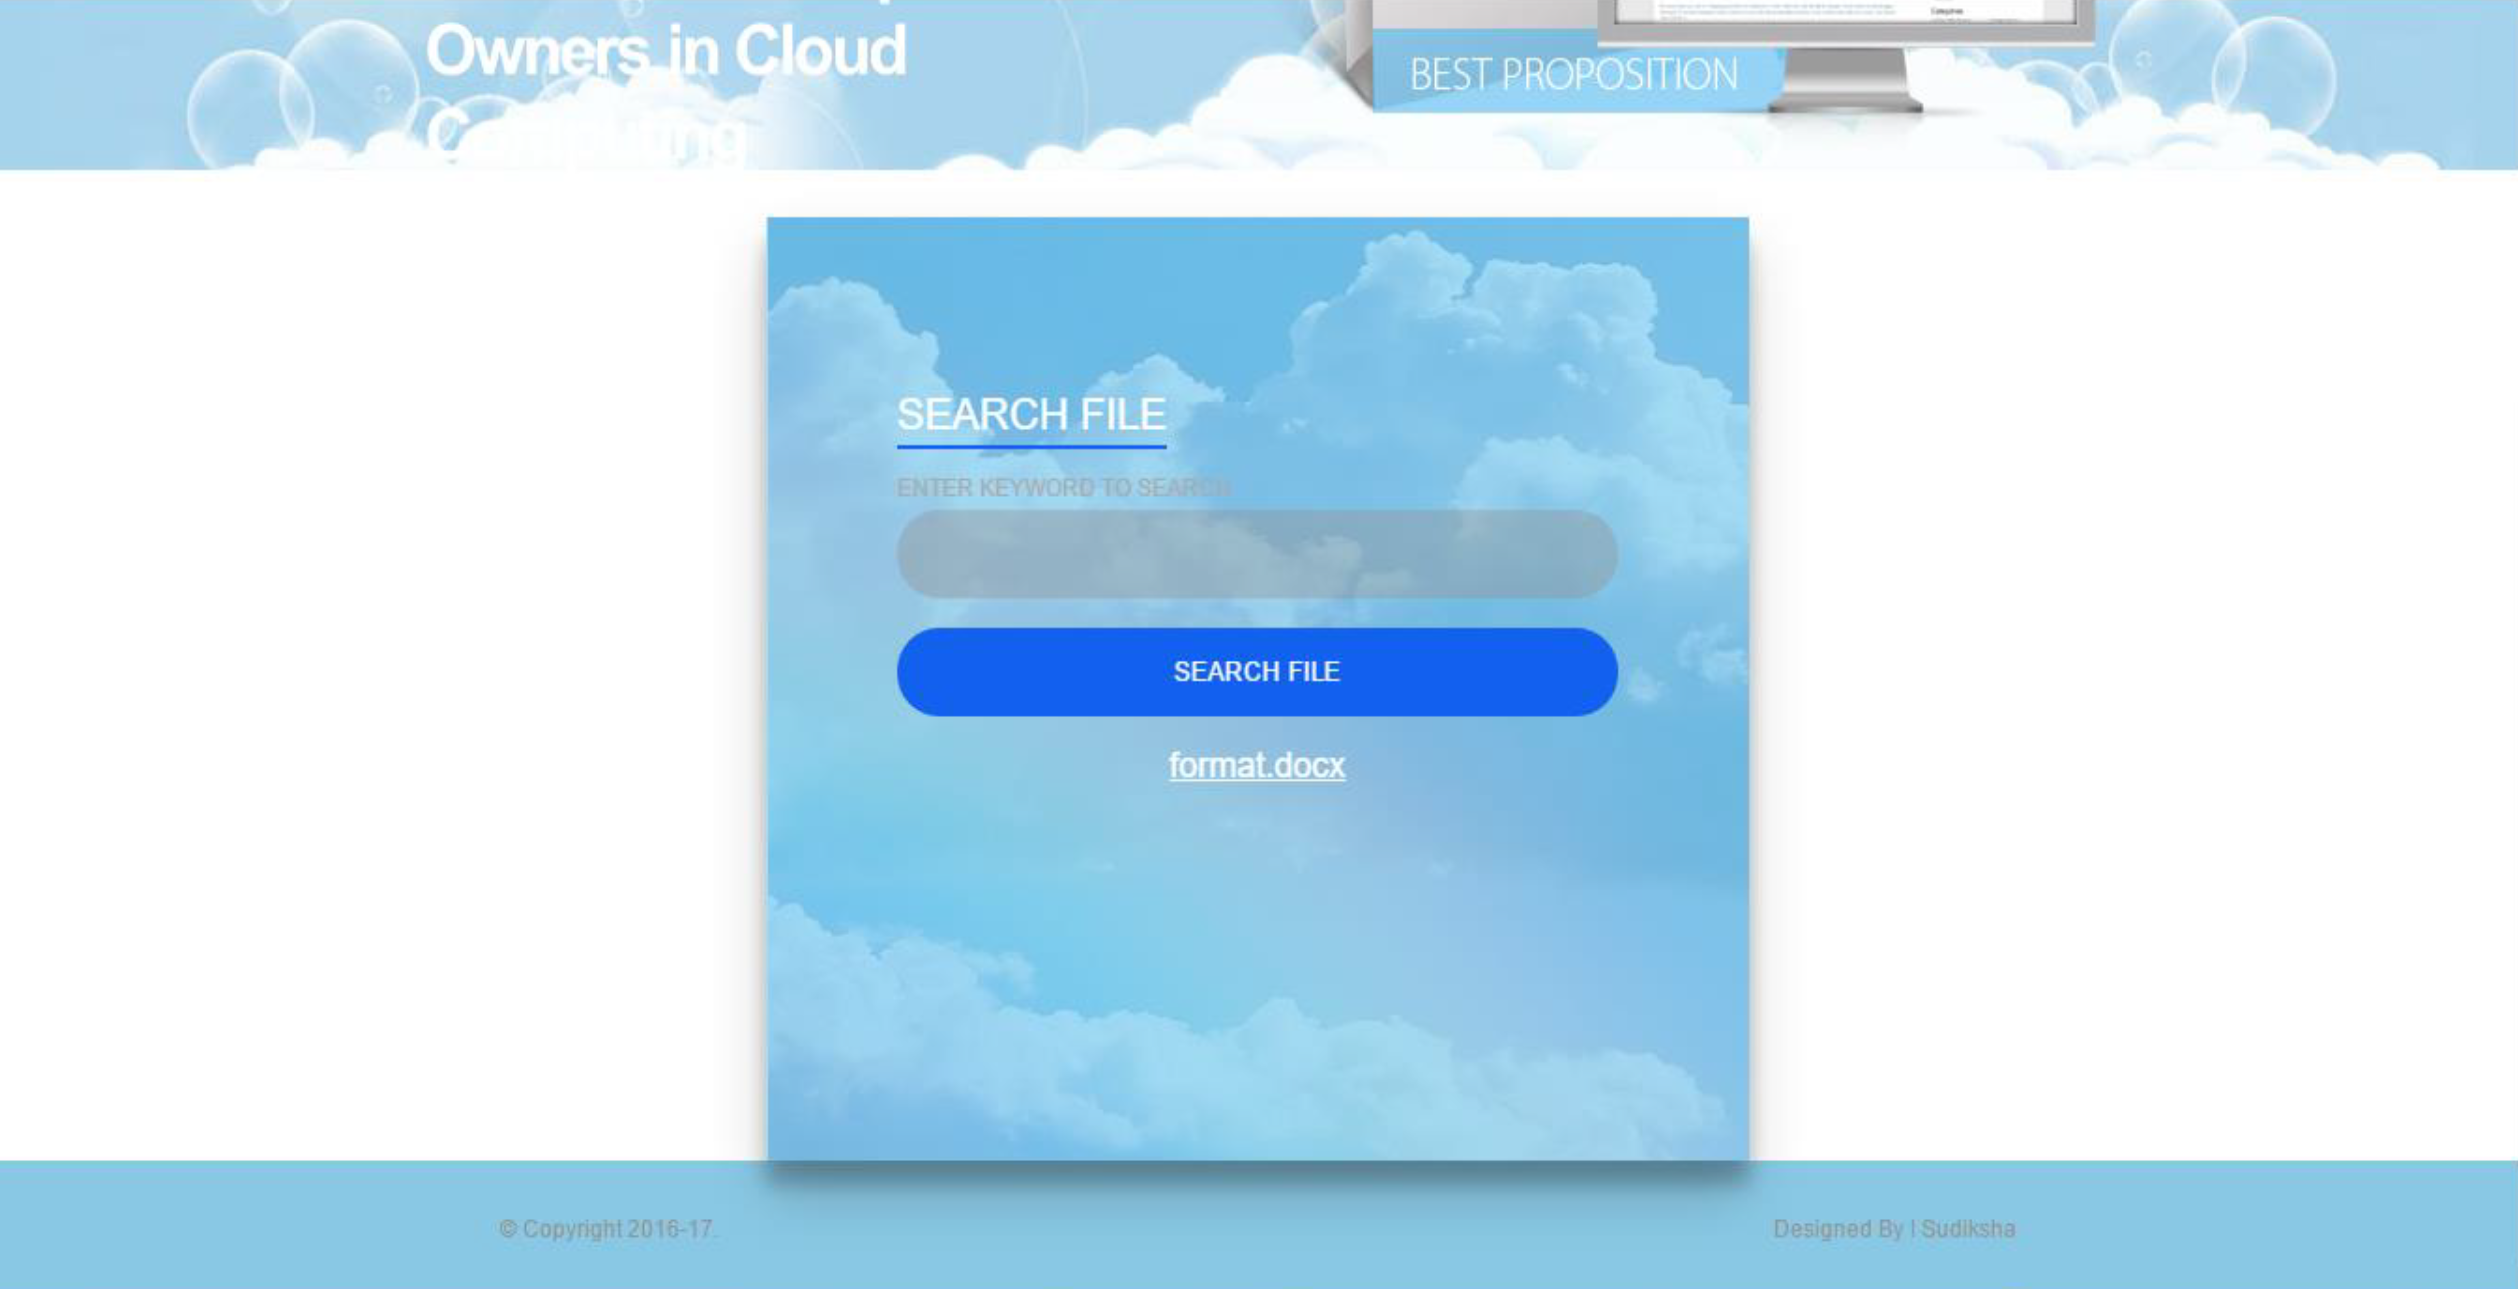 Owners in Cloud
Computing
BEST PROPOSITION
SEARCH FILE
ENTER KEYWORD TO SEARCH
SEARCH FILE
format.docx
© Copyright 2016-17.
Designed By | Sudiksha